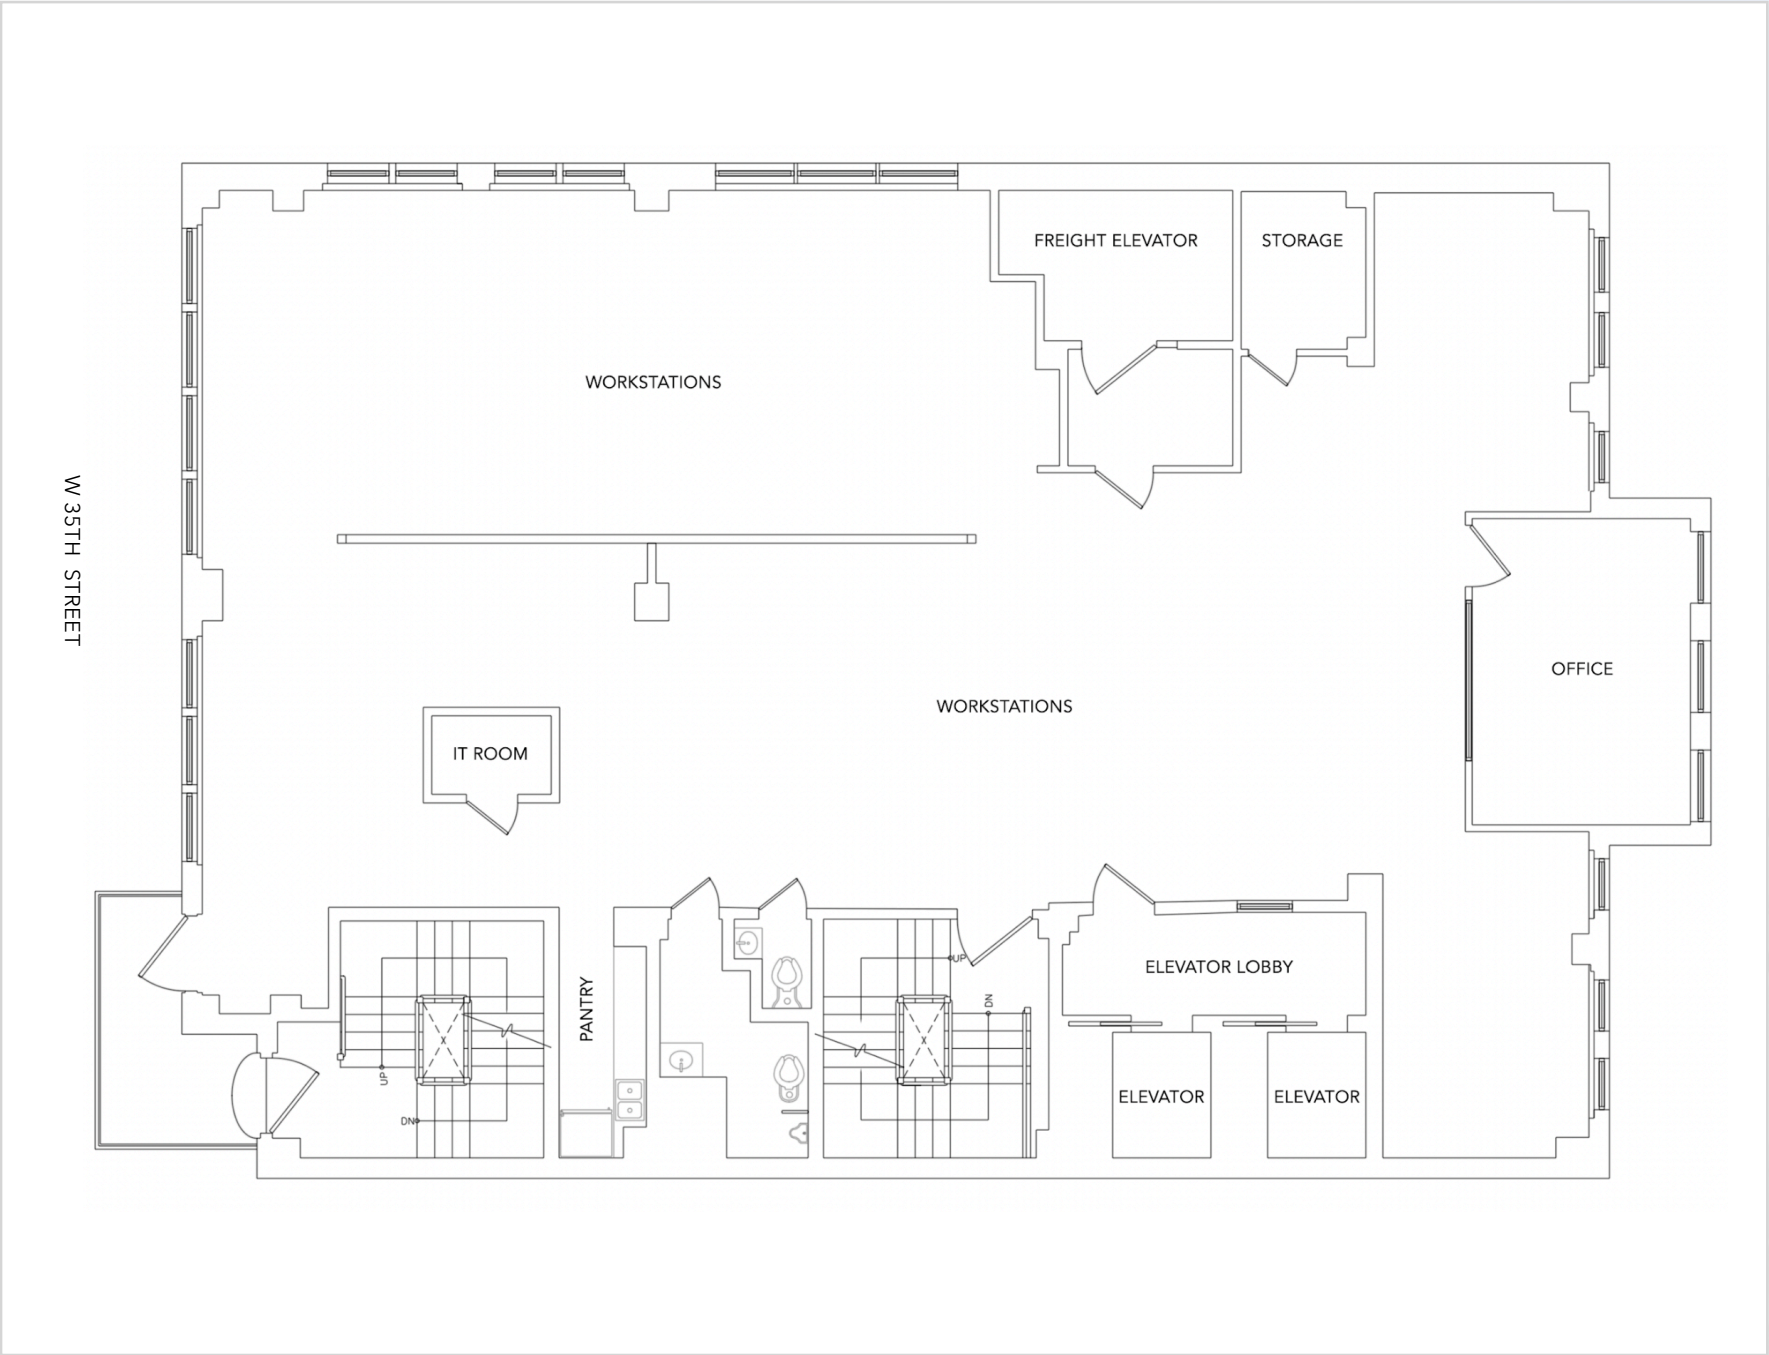 FREIGHT ELEVATOR
STORAGE
WORKSTATIONS
W 35TH STREET
OFFICE
WORKSTATIONS
IT ROOM
PANTRY
UP
DN
UP
DN
ELEVATOR LOBBY
ELEVATOR
ELEVATOR